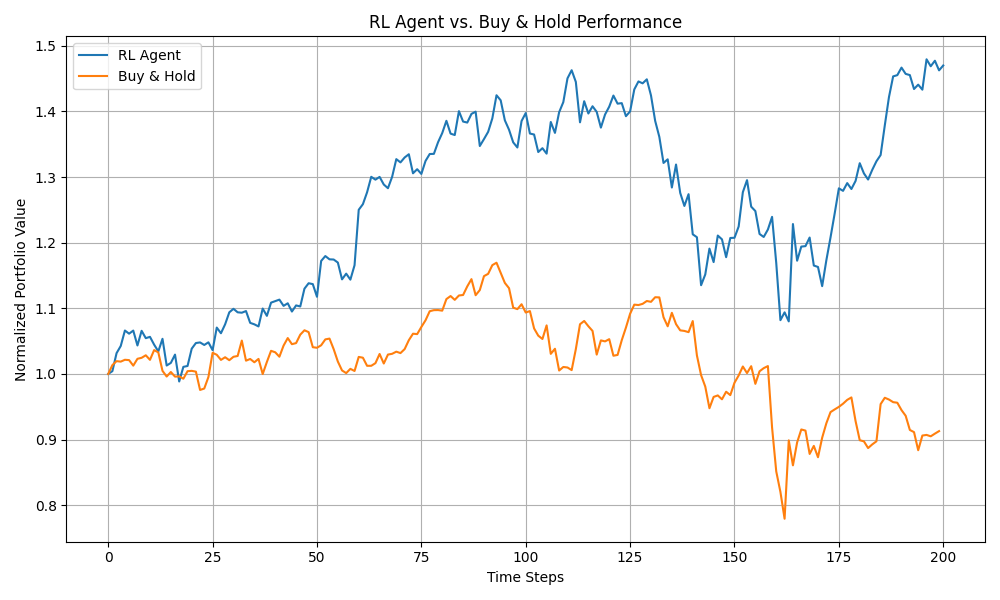 RL Agent vs. Buy & Hold Performance
RL Agent
Buy & Hold
Normalized Portfolio Value
1.5
1.4
1.3
1.2
1.1
1.0
0.9
0.8
0 25 50 75 100 125 150 175 200
Time Steps